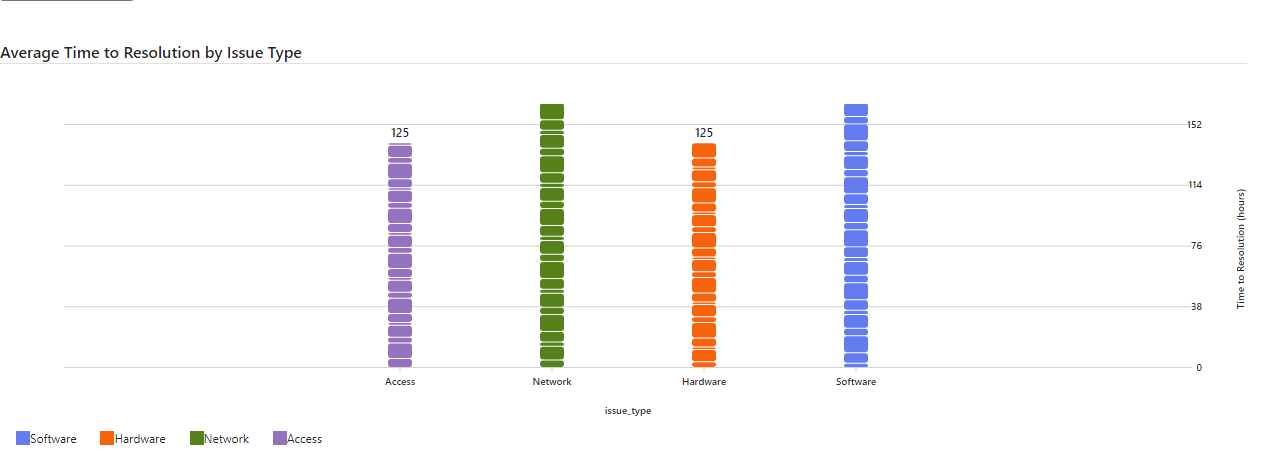 Average Time to Resolution by Issue Type
125
125
152
114
76
38
0
Time to Resolution (hours)
Access
Network
Hardware
Software
issue_type
Software
Hardware
Network
Access